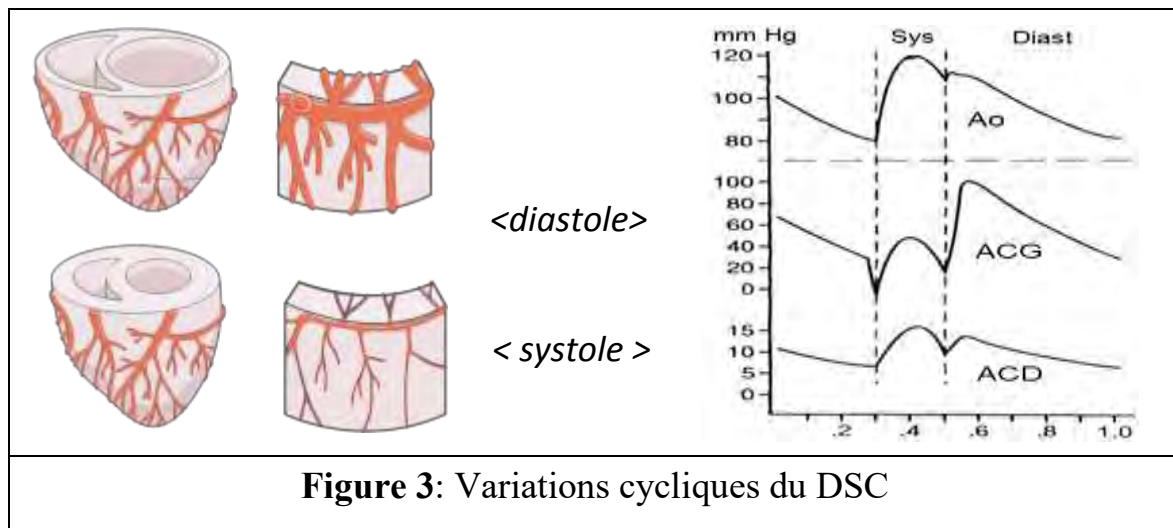 <diastole>
< systole >
mm Hg Sys Diast
120
100
80
Ao
100
80
60
40
20
0
ACG
15
10
5
0
ACD
.2 .4 .6 .8 1.0
Figure 3: Variations cycliques du DSC